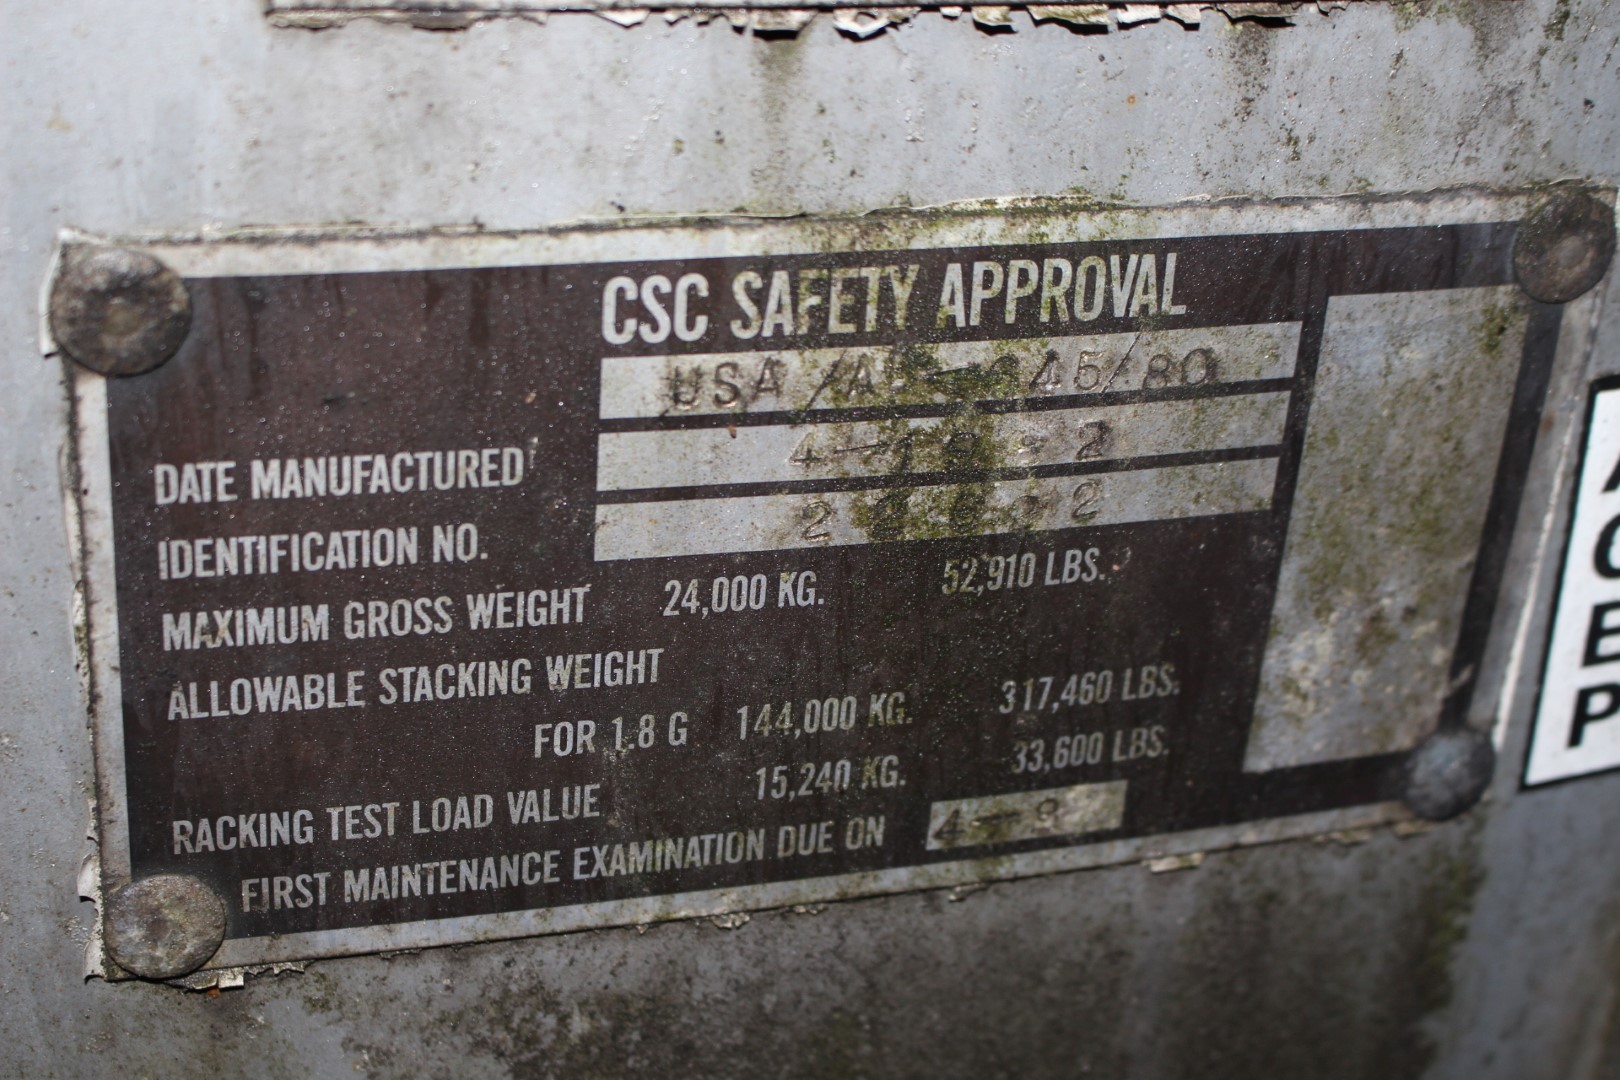 CSC SAFETY APPROVAL
DATE MANUFACTURED 4-1982
IDENTIFICATION NO.
MAXIMUM GROSS WEIGHT 24,000 KG. 52,910 LBS.
ALLOWABLE STACKING WEIGHT
FOR 1.8 G 144,000 KG. 317,460 LBS.
RACKING TEST LOAD VALUE 15,240 KG. 33,600 LBS.
FIRST MAINTENANCE EXAMINATION DUE ON